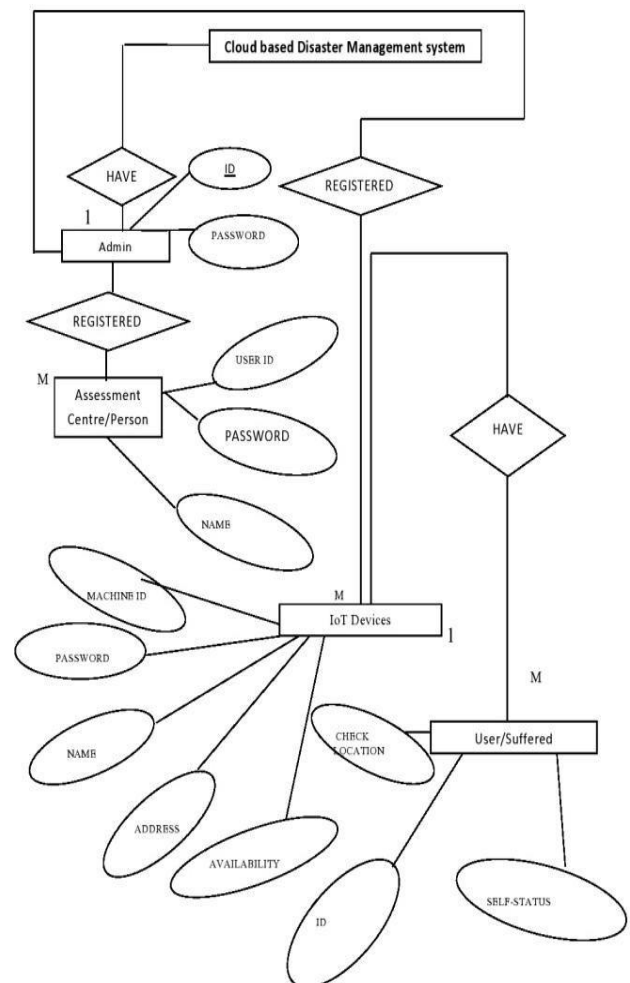 Cloud based Disaster Management system
HAVE
ID
REGISTERED
1
Admin
PASSWORD
REGISTERED
USER ID
M
Assessment
Centre/Person
PASSWORD
HAVE
NAME
MACHINE ID
M
IoT Devices
1
PASSWORD
M
NAME
CHECK
LOCATION
User/Suffered
ADDRESS
AVAILABILITY
ID
SELF-STATUS